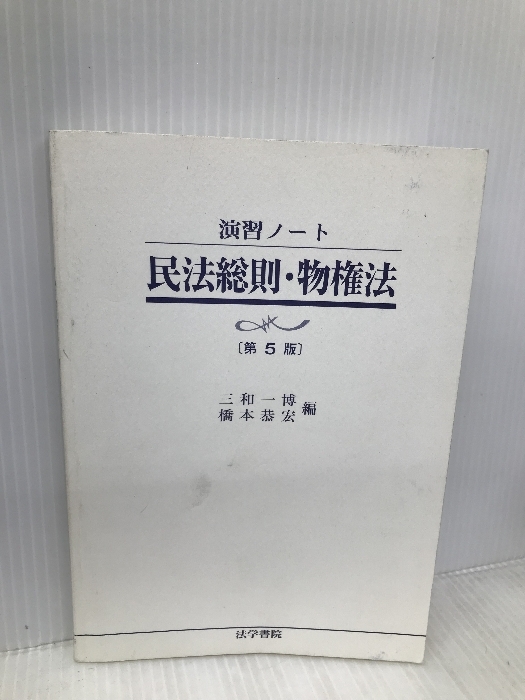 演習ノート
民法総則・物権法
〔第5版〕
三和一博
橋本恭宏 編
法学書院